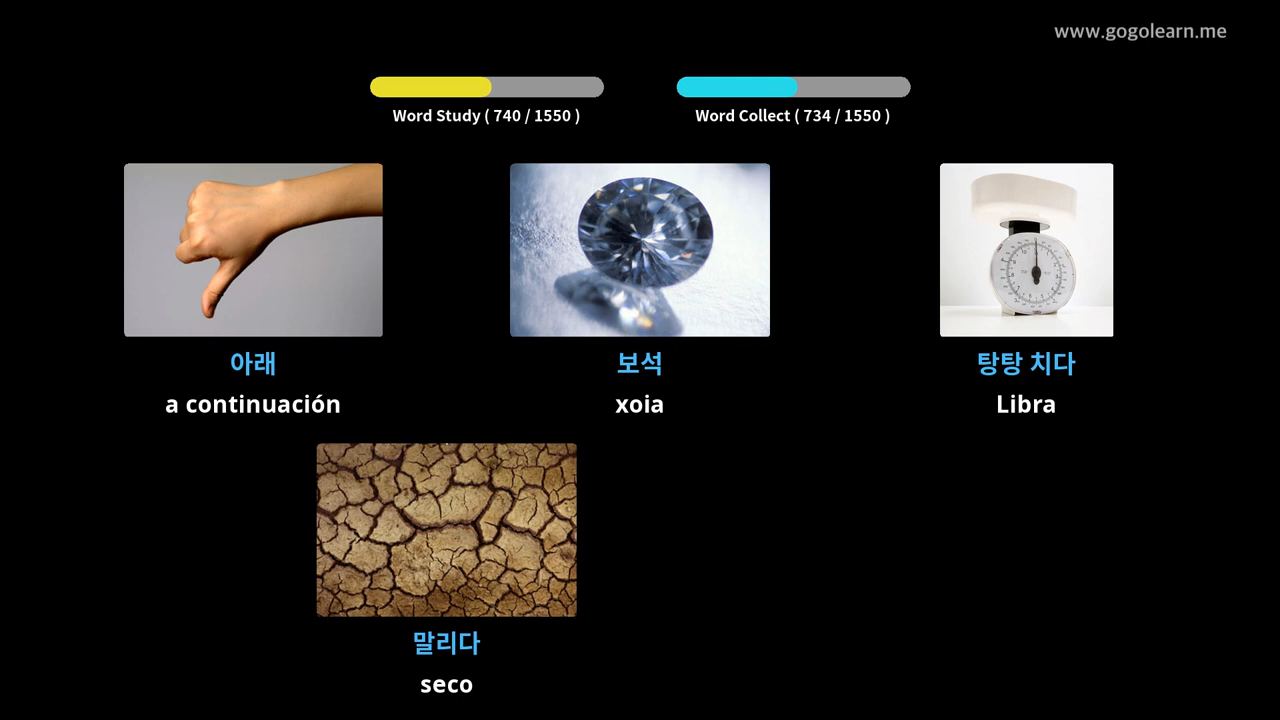 www.gogolearn.me
Word Study ( 740 / 1550 )
Word Collect ( 734 / 1550 )
아래
보석
탕탕 치다
a continuación
xoia
Libra
말리다
seco